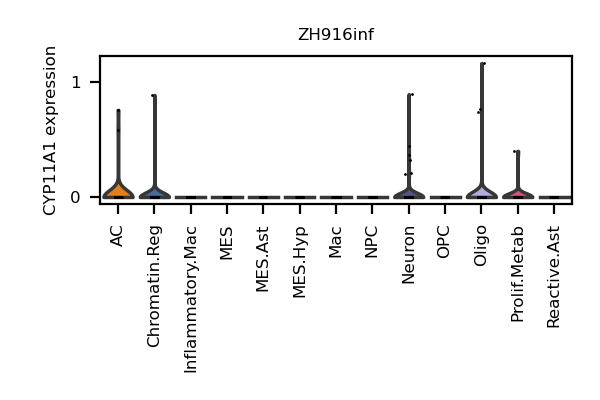 ZH916inf
CYP11A1 expression
1
0
AC
Chromatin.Reg
Inflammatory.Mac
MES
MES.Ast
MES.Hyp
Mac
NPC
Neuron
OPC
Oligo
Prolif.Metab
Reactive.Ast